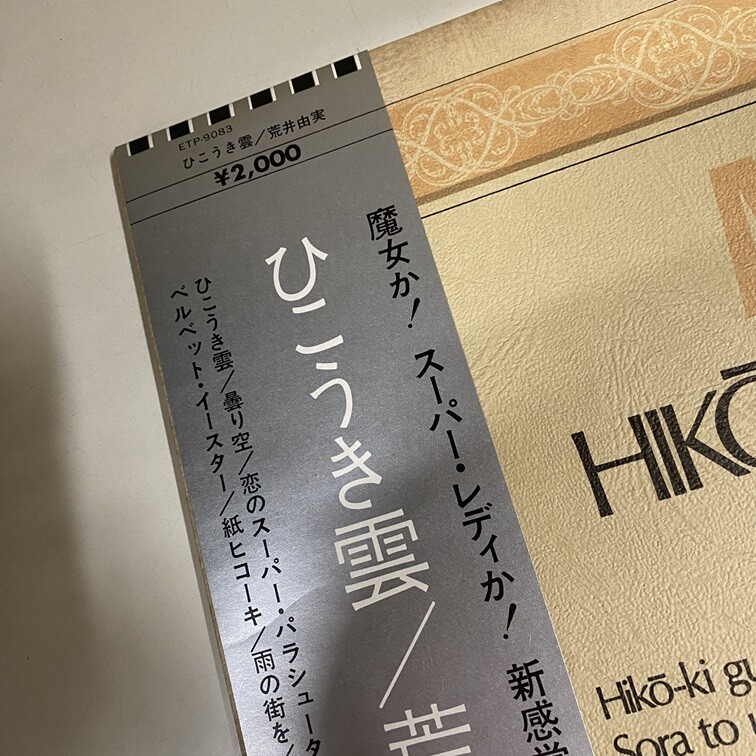 ETP-9083
ひこうき雲/荒井由実
¥2,000
魔女か! スーパー・レディか! 新感
ひこうき雲/荒
ひこうき雲/曇り空/恋のスーパー・パラシュータ
ベルベット・イースター/紙ヒコーキ/雨の街を/
HIKŌ
Hikō-ki gu
Sora to